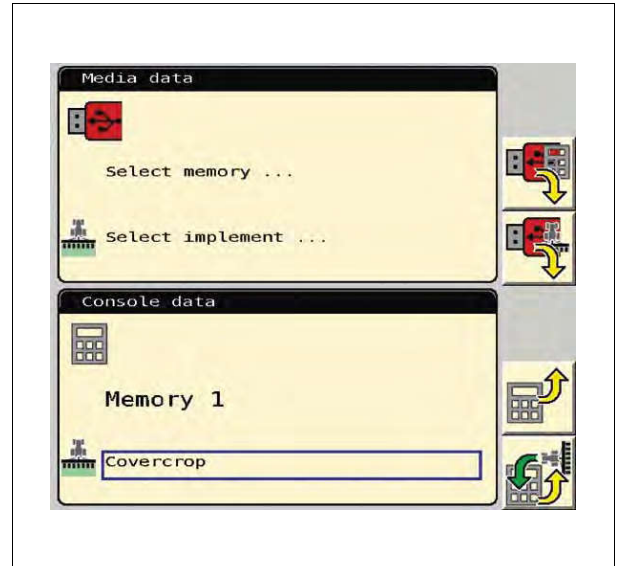 Media data
Select memory ...
Select implement ...
Console data
Memory 1
Covercrop